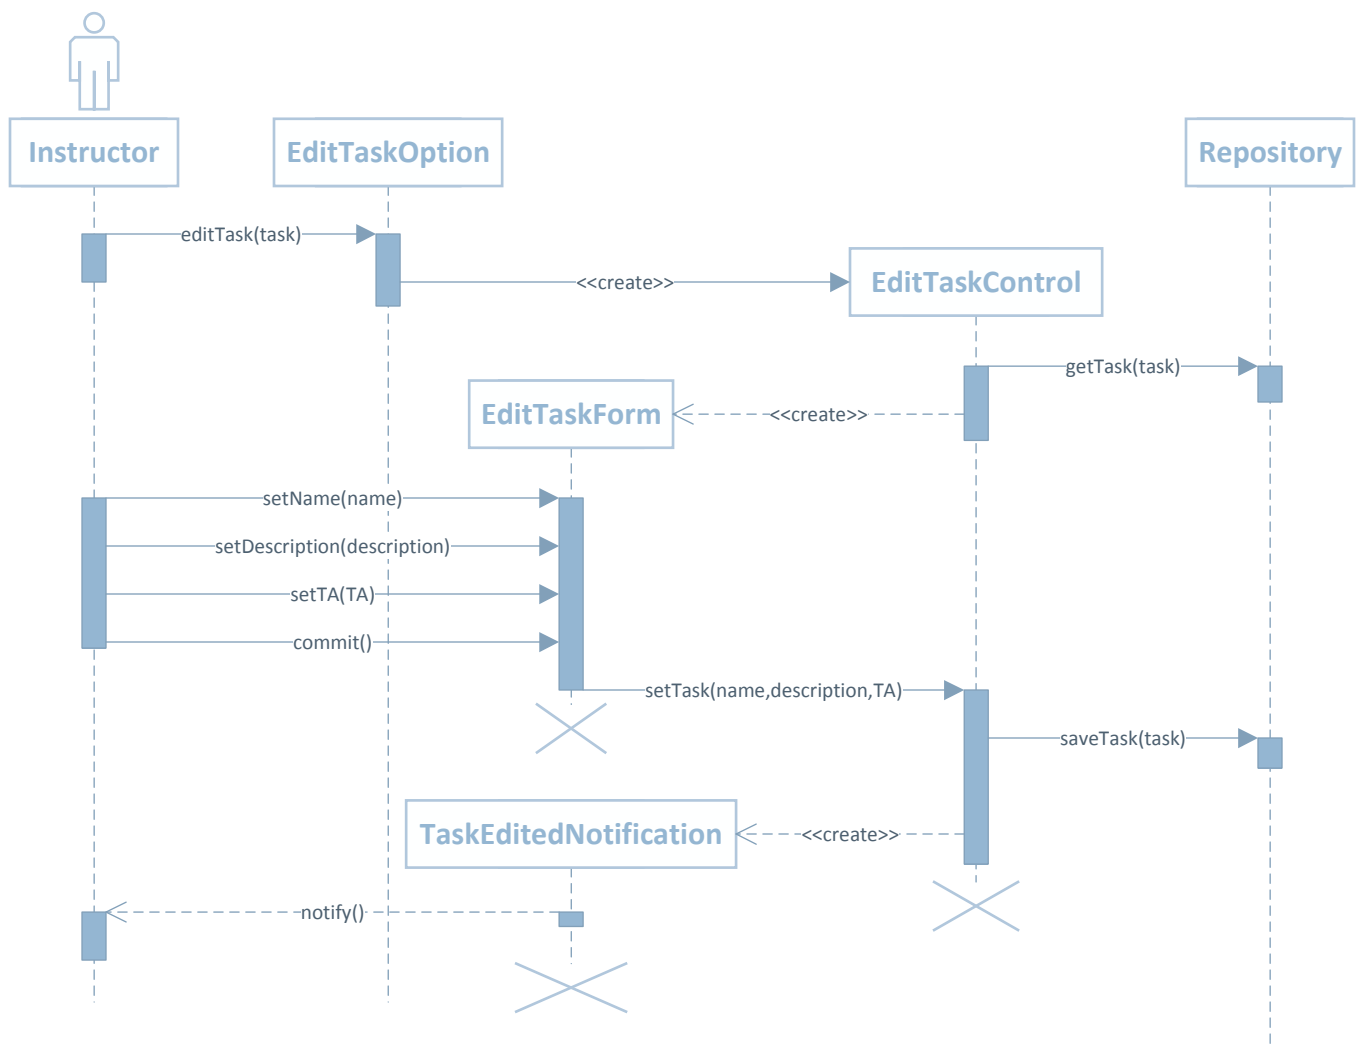 Instructor
EditTaskOption
Repository
editTask(task)
<<create>>
EditTaskControl
getTask(task)
EditTaskForm
<<create>>
setName(name)
setDescription(description)
setTA(TA)
commit()
setTask(name,description,TA)
saveTask(task)
TaskEditedNotification
<<create>>
notify()